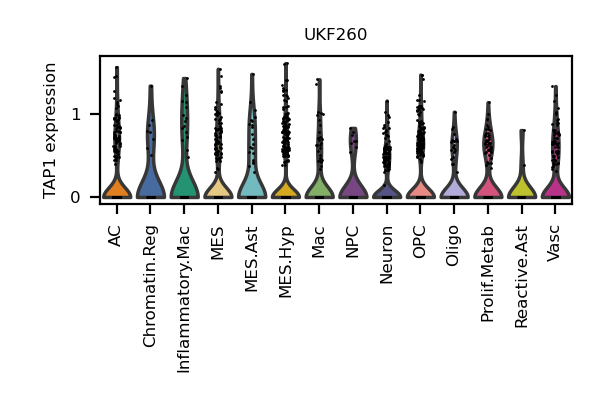 UKF260
TAP1 expression
1
0
AC
Chromatin.Reg
Inflammatory.Mac
MES
MES.Ast
MES.Hyp
Mac
NPC
Neuron
OPC
Oligo
Prolif.Metab
Reactive.Ast
Vasc